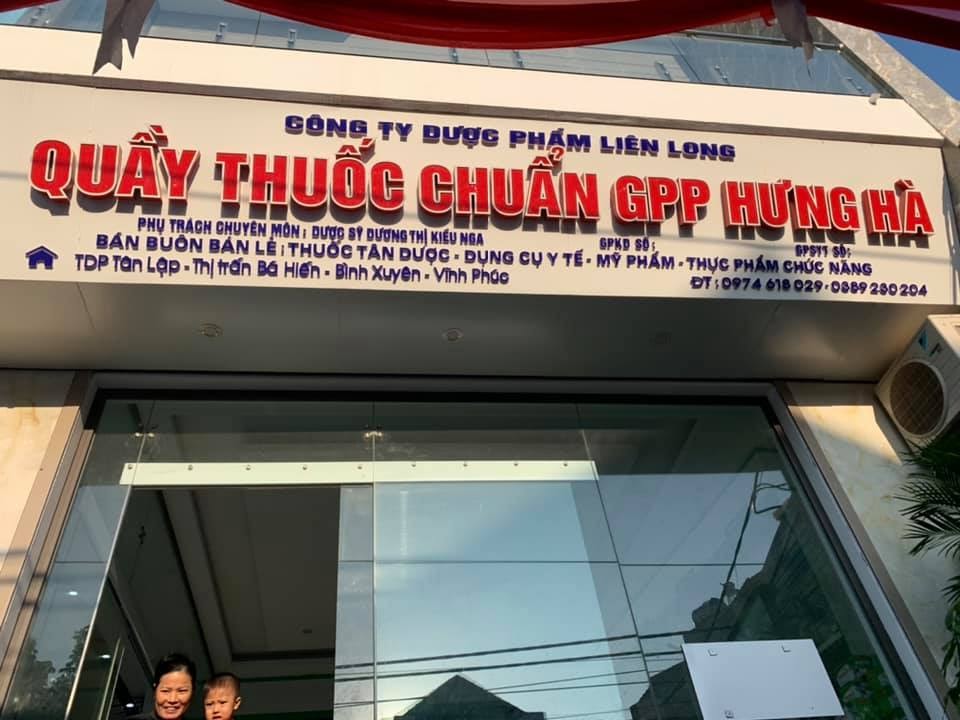 CÔNG TY DƯỢC PHẨM LIÊN LONG
QUẦY THUỐC CHUẨN GPP HƯNG HÀ
PHỤ TRÁCH CHUYÊN MÔN : DƯỢC SỸ DƯƠNG THỊ KIỀU NGA GPKD SỐ : GPSYT SỐ:
BÁN BUÔN BÁN LẺ : THUỐC TÂN DƯỢC - DỤNG CỤ Y TẾ - MỸ PHẨM - THỰC PHẨM CHỨC NĂNG
TDP Tân Lập - Thị trấn Bá Hiến - Bình Xuyên - Vĩnh Phúc ĐT : 0974 618 029 - 0389 230 204